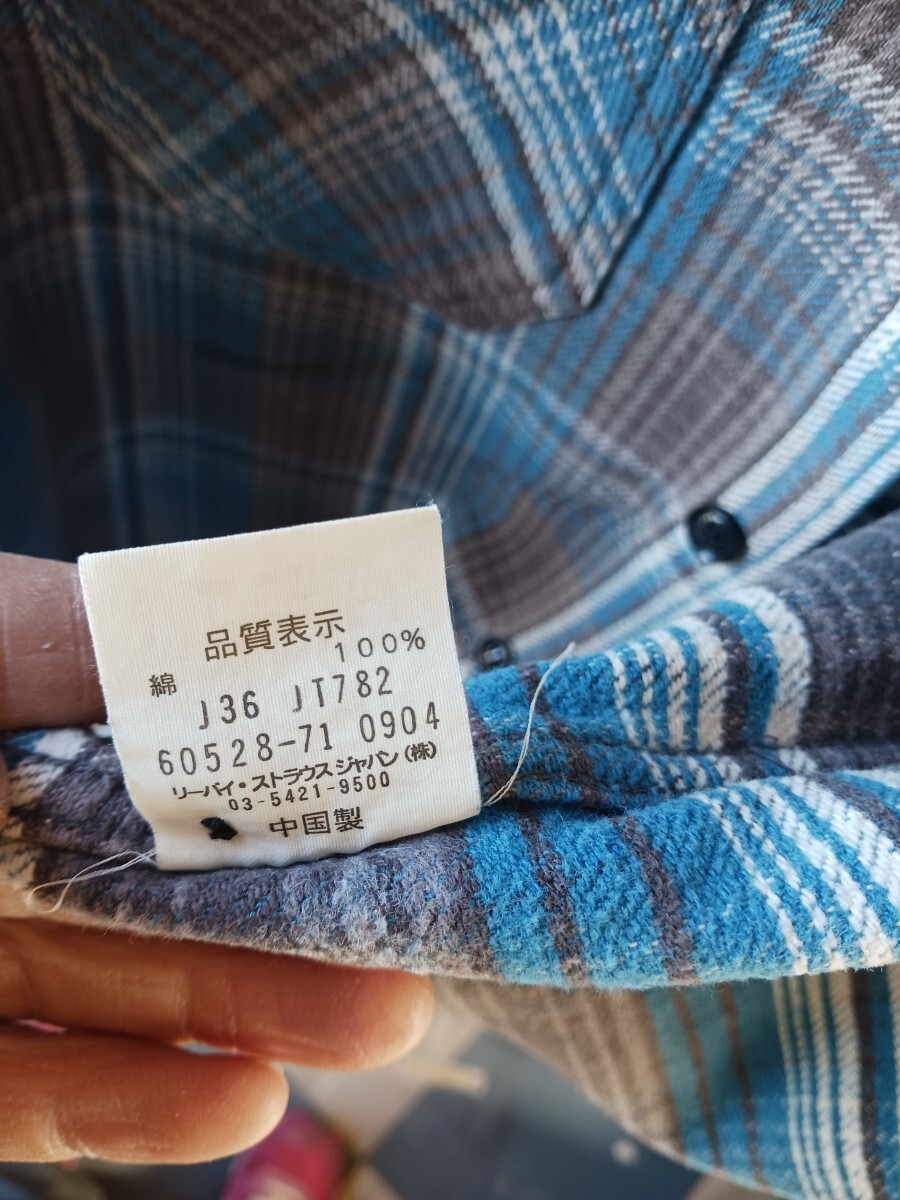 品質表示
綿 100%
J36 JT782
60528-71 0904
リーバイ・ストラウス ジャパン(株)
03-5421-9500
中国製